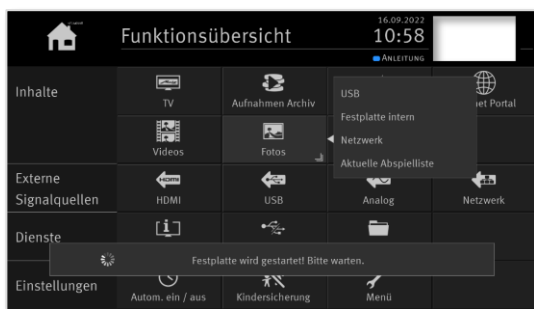 Funktionsübersicht
16.09.2022
10:58
ANLEITUNG
Inhalte
TV
Aufnahmen Archiv
et Portal
Videos
Fotos
USB
Festplatte intern
Netzwerk
Aktuelle Abspielliste
Externe
Signalquellen
HDMI
HDMI
USB
Analog
Netzwerk
Dienste
Festplatte wird gestartet! Bitte warten.
Einstellungen
Autom. ein / aus
Kindersicherung
Menü